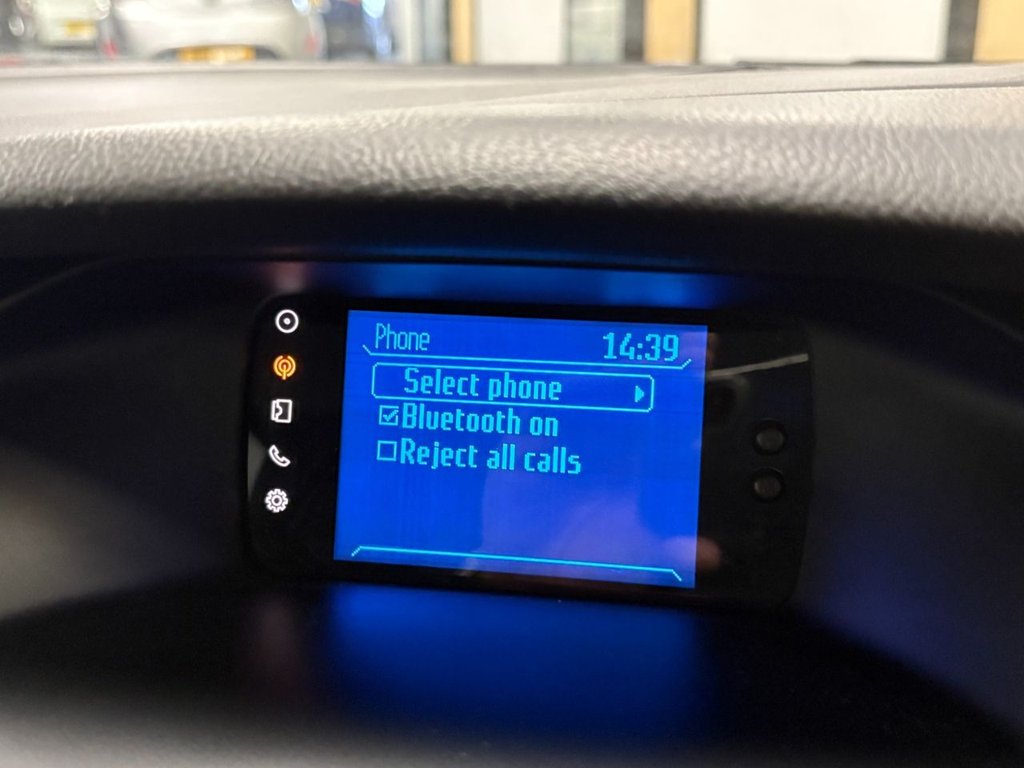 Phone
14:39
Select phone
Bluetooth on
Reject all calls